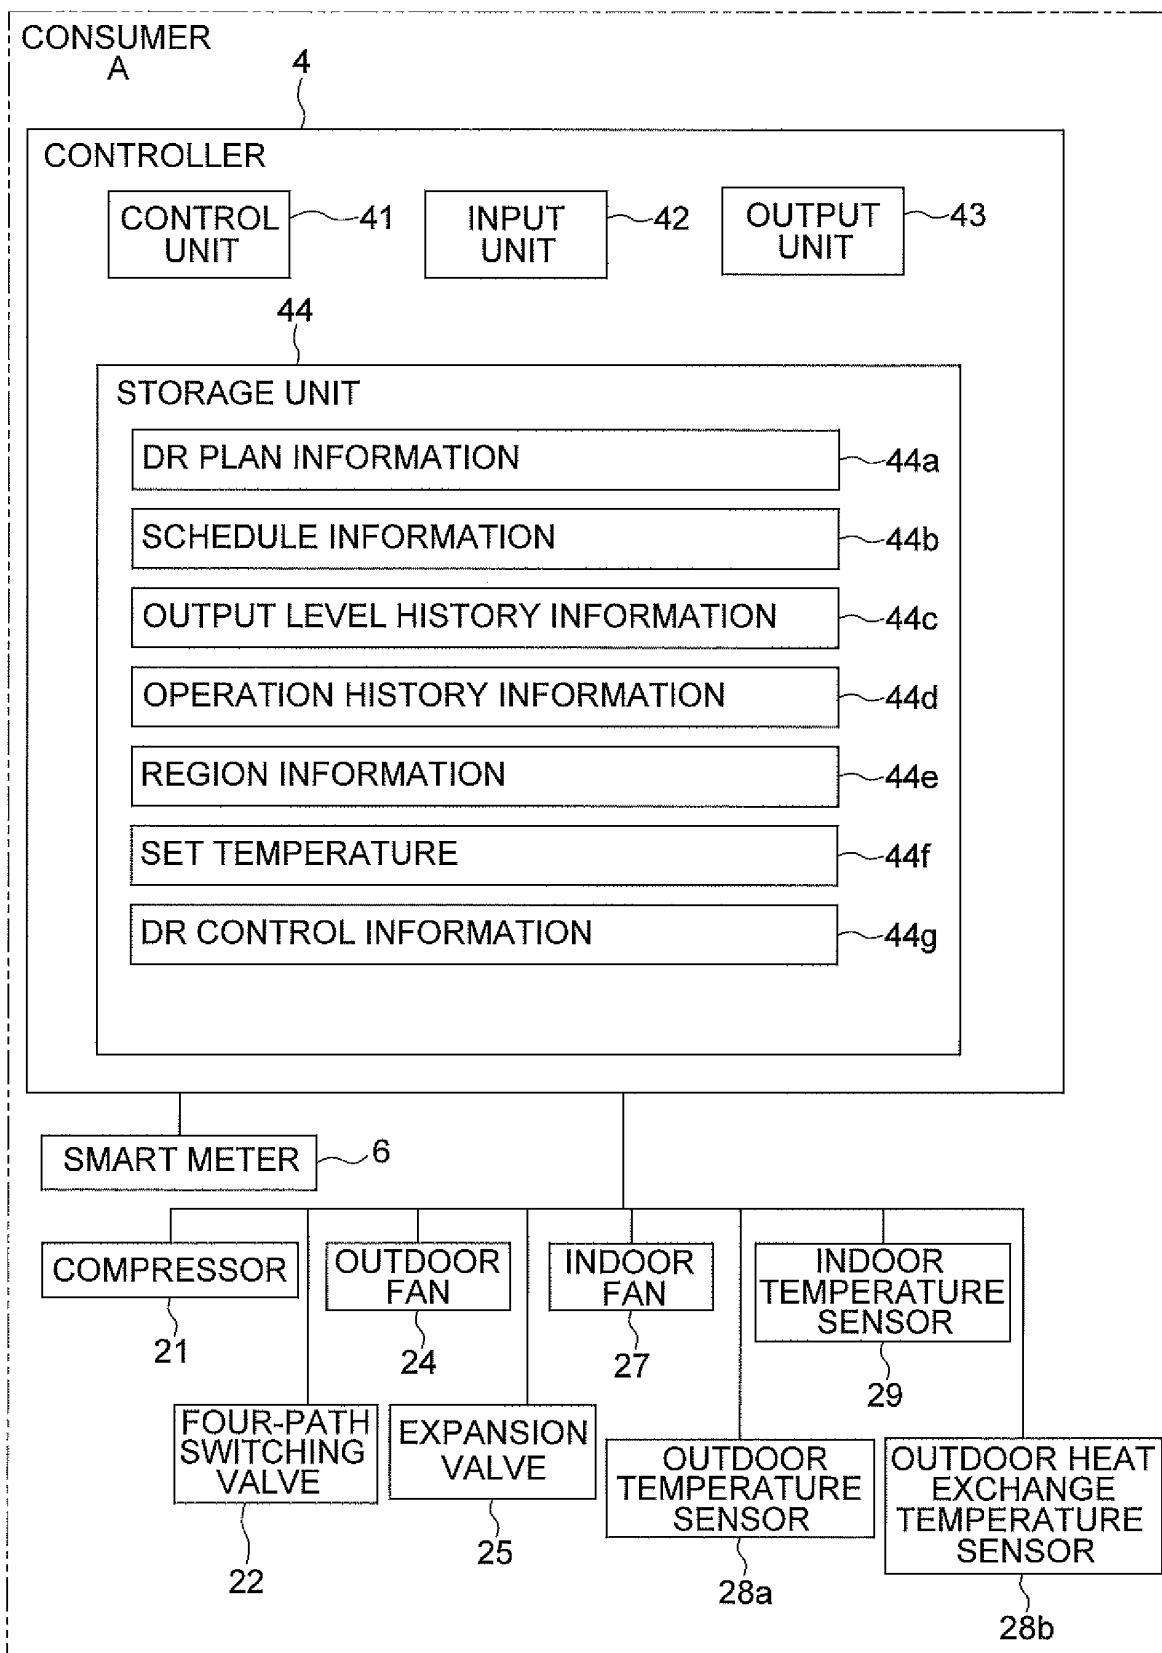 CONSUMER
A
4
CONTROLLER
CONTROL
UNIT
41
INPUT
UNIT
42
OUTPUT
UNIT
43
44
STORAGE UNIT
DR PLAN INFORMATION
44a
SCHEDULE INFORMATION
44b
OUTPUT LEVEL HISTORY INFORMATION
44c
OPERATION HISTORY INFORMATION
44d
REGION INFORMATION
44e
SET TEMPERATURE
44f
DR CONTROL INFORMATION
44g
SMART METER
6
COMPRESSOR
21
OUTDOOR
FAN
24
INDOOR
FAN
27
INDOOR
TEMPERATURE
SENSOR
29
FOUR-PATH
SWITCHING
VALVE
22
EXPANSION
VALVE
25
OUTDOOR
TEMPERATURE
SENSOR
28a
OUTDOOR HEAT
EXCHANGE
TEMPERATURE
SENSOR
28b